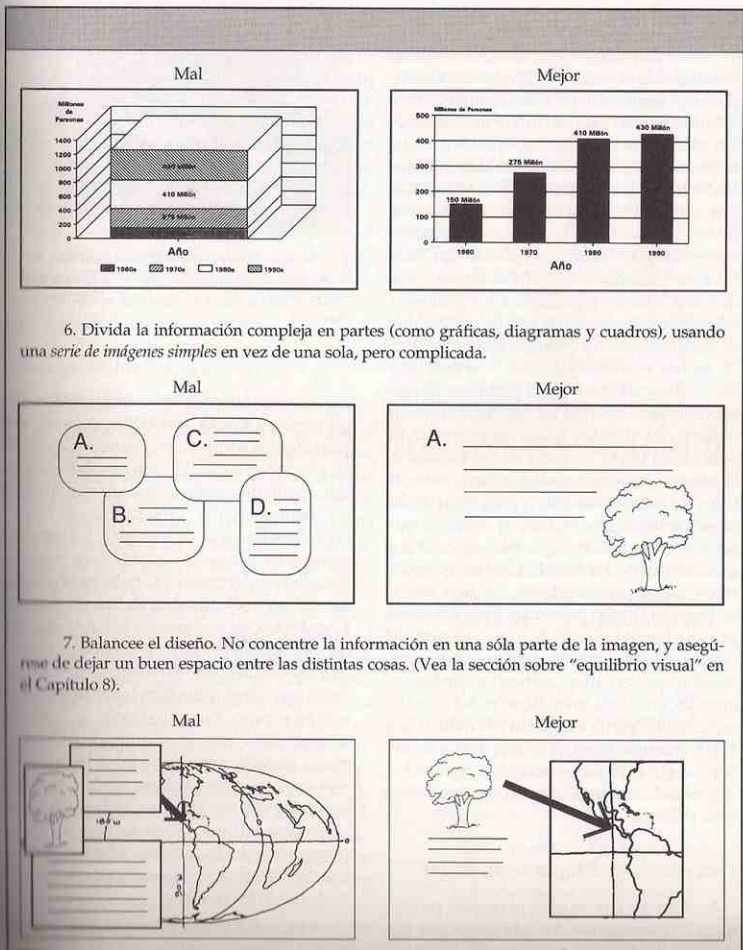 Mal
Mejor
Millones
de
Personas
1400
1200
1000
800
600
400
200
0
410 Millón
275 Millón
Año
1960s 1970s 1980s 1990s
Millones de Personas
500
400
300
200
100
0
150 Millón
275 Millón
410 Millón
430 Millón
1960 1970 1980 1990
Año
6. Divida la información compleja en partes (como gráficas, diagramas y cuadros), usando
una serie de imágenes simples en vez de una sola, pero complicada.
Mal
Mejor
A.
C.
B.
D.
A.
7. Balancee el diseño. No concentre la información en una sóla parte de la imagen, y asegú-
rese de dejar un buen espacio entre las distintas cosas. (Vea la sección sobre "equilibrio visual" en
el Capítulo 8).
Mal
Mejor
180 W
90 W
0